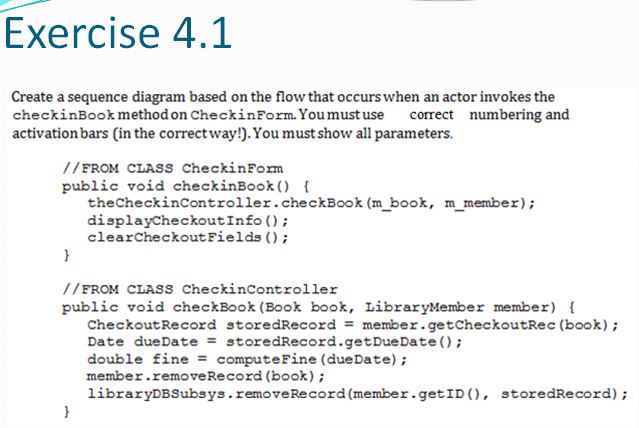 Exercise 4.1
Create a sequence diagram based on the flow that occurs when an actor invokes the
checkinBook method on CheckinForm. You must use correct numbering and
activation bars (in the correct way!). You must show all parameters.
//FROM CLASS CheckinForm
public void checkinBook() {
theCheckinController.checkBook(m_book, m_member);
displayCheckoutInfo();
clearCheckoutFields();
}
//FROM CLASS CheckinController
public void checkBook(Book book, LibraryMember member) {
CheckoutRecord storedRecord = member.getCheckoutRec(book);
Date dueDate = storedRecord.getDueDate();
double fine = computeFine(dueDate);
member.removeRecord(book);
libraryDBSubsys.removeRecord(member.getID(), storedRecord);
}